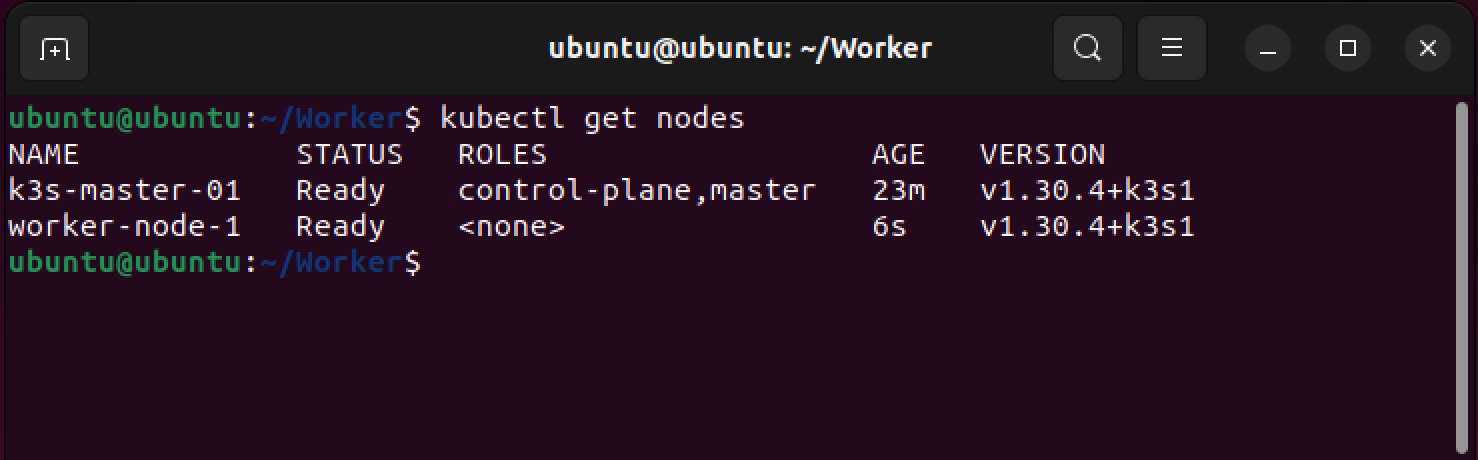 ubuntu@ubuntu: ~/Worker
ubuntu@ubuntu:~/Worker$ kubectl get nodes
NAME            STATUS   ROLES                  AGE   VERSION
k3s-master-01   Ready    control-plane,master   23m   v1.30.4+k3s1
worker-node-1   Ready    <none>                 6s    v1.30.4+k3s1
ubuntu@ubuntu:~/Worker$